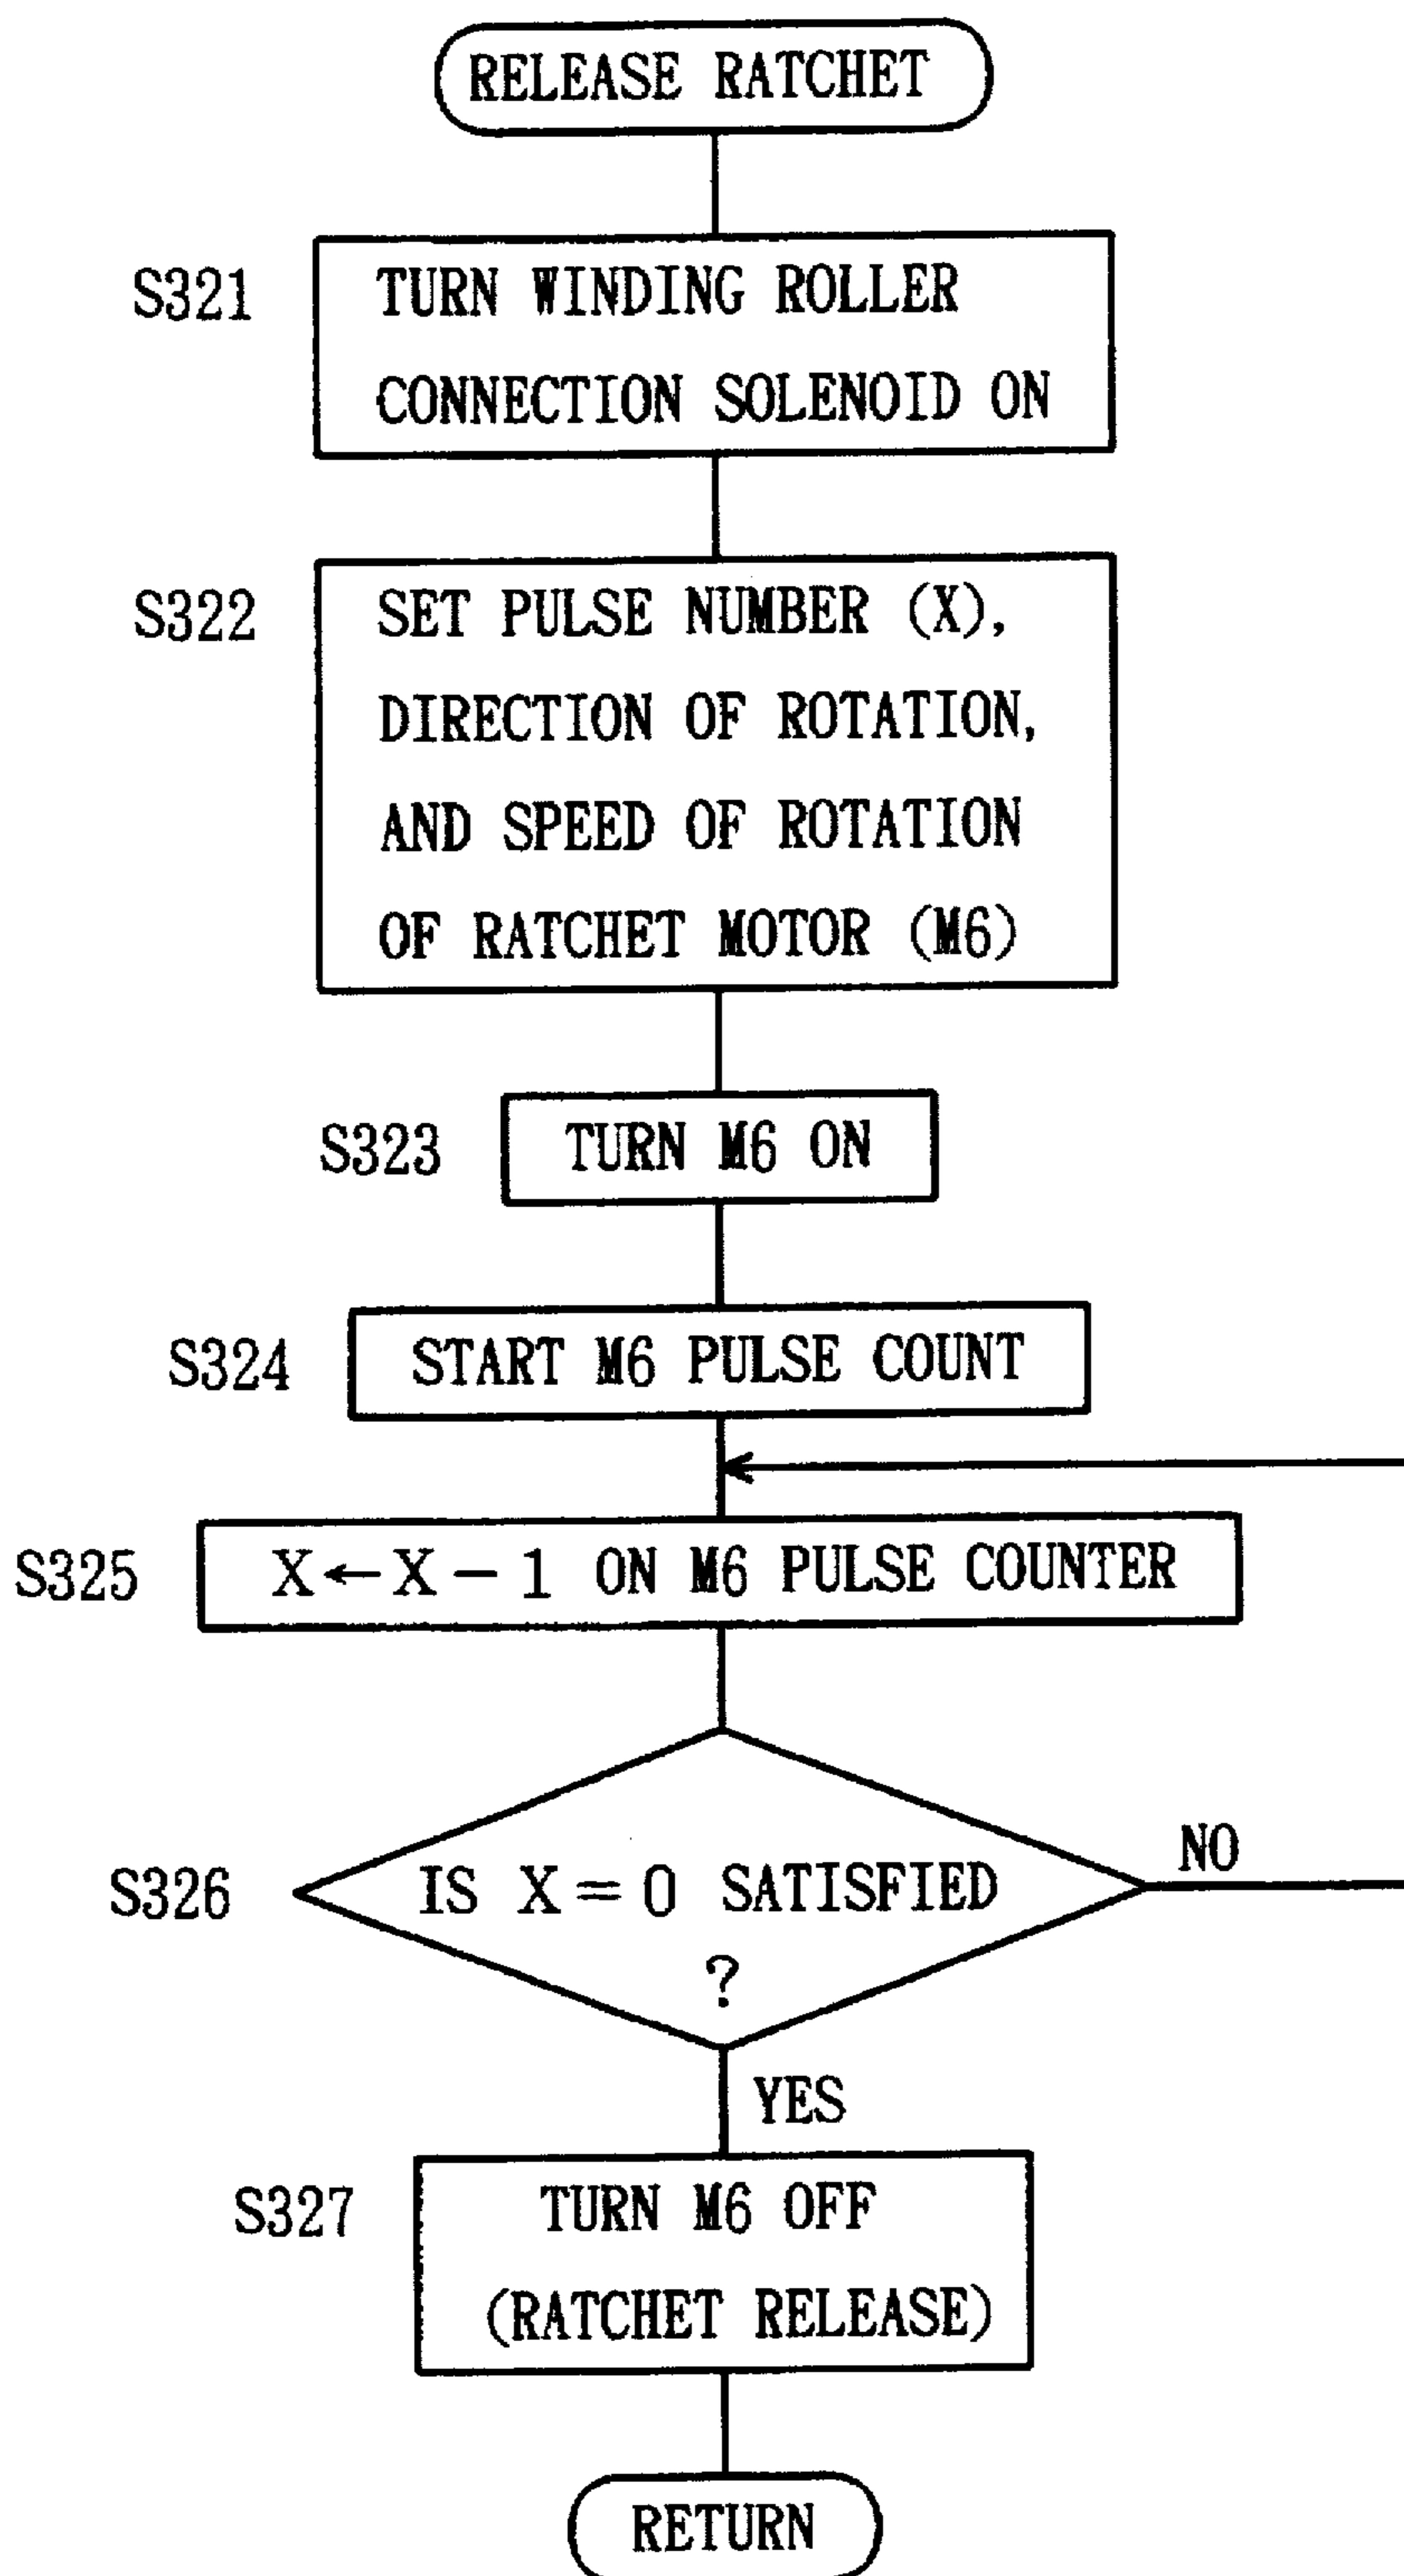 RELEASE RATCHET
S321
TURN WINDING ROLLER
CONNECTION SOLENOID ON
S322
SET PULSE NUMBER (X),
DIRECTION OF ROTATION,
AND SPEED OF ROTATION
OF RATCHET MOTOR (M6)
S323
TURN M6 ON
S324
START M6 PULSE COUNT
S325
X←X-1 ON M6 PULSE COUNTER
S326
IS X=0 SATISFIED
?
NO
YES
S327
TURN M6 OFF
(RATCHET RELEASE)
RETURN